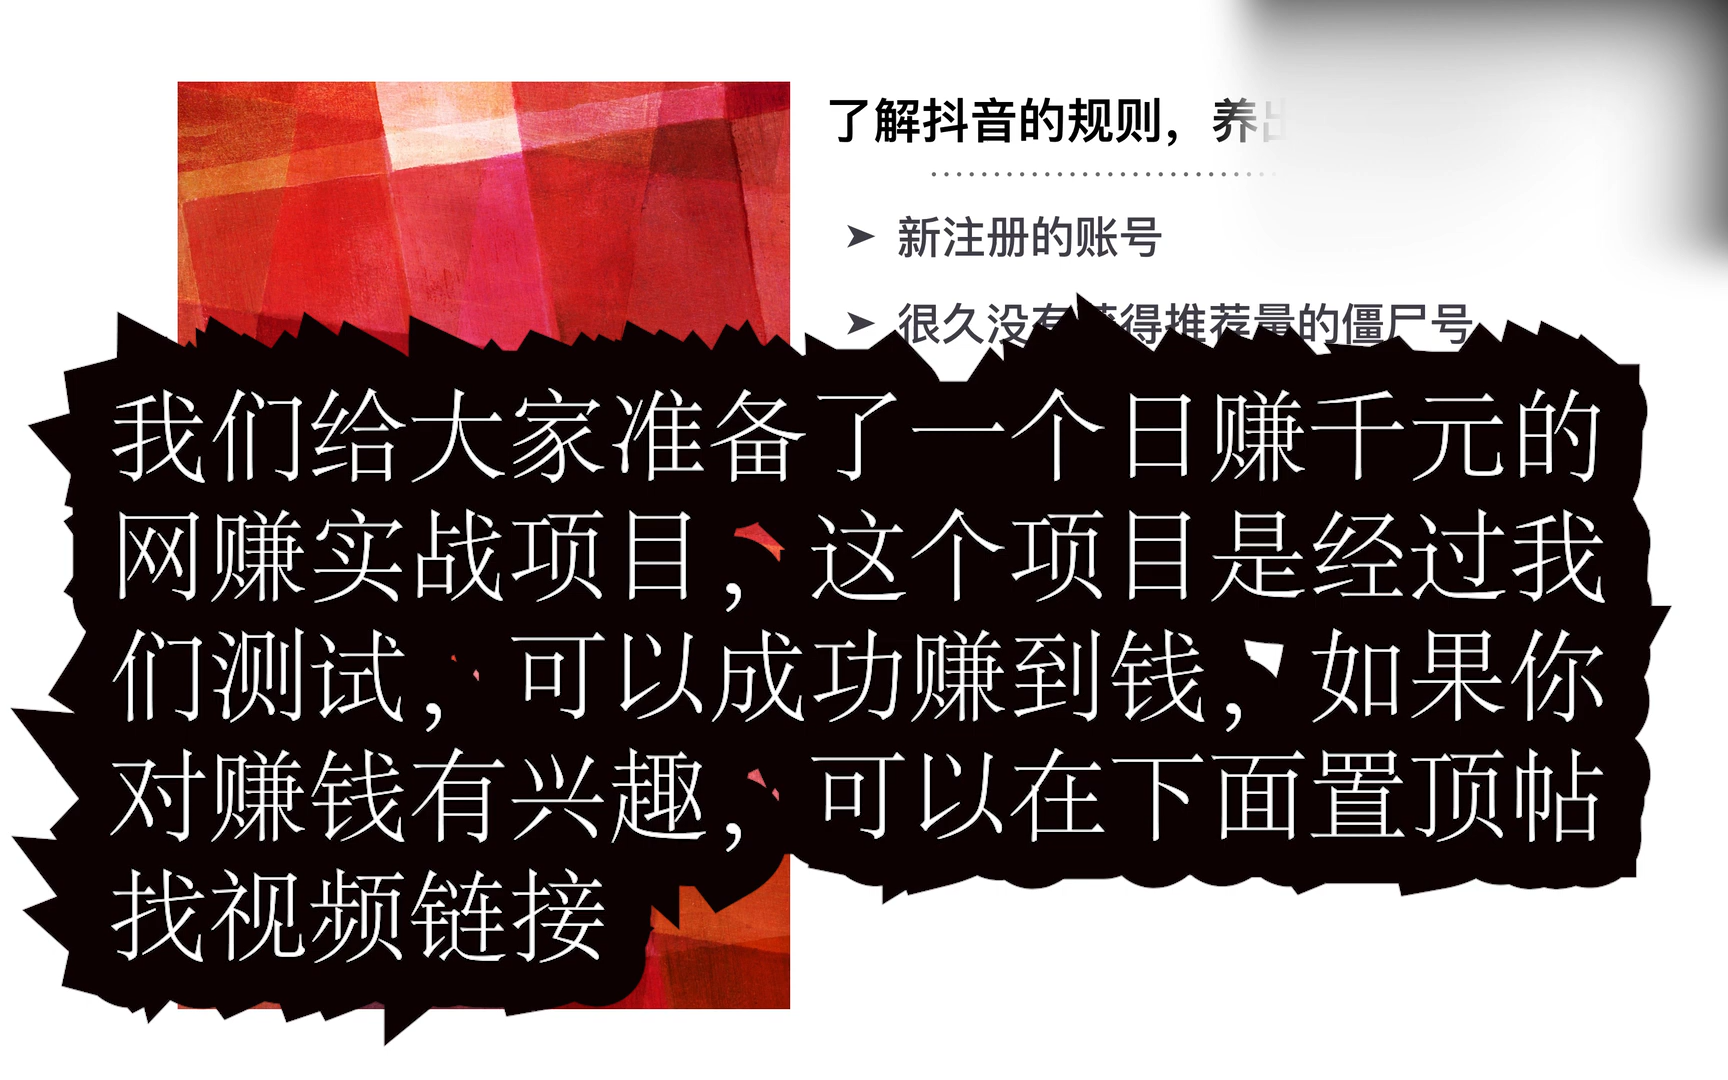 了解抖音的规则，养
新注册的账号
很久没有获得推荐量的僵尸号
我们给大家准备了一个日赚千元的
网赚实战项目，这个项目是经过我
们测试，可以成功赚到钱，如果你
对赚钱有兴趣，可以在下面置顶帖
找视频链接